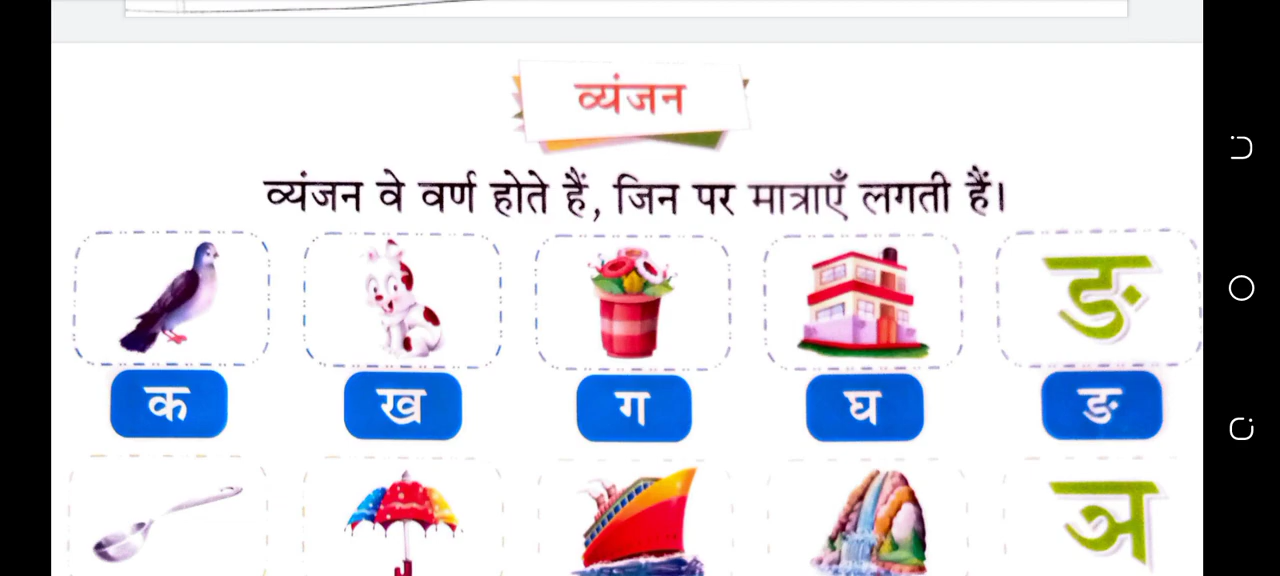 व्यंजन
व्यंजन वे वर्ण होते हैं, जिन पर मात्राएँ लगती हैं।
ङ
क ख ग घ ङ
ञ